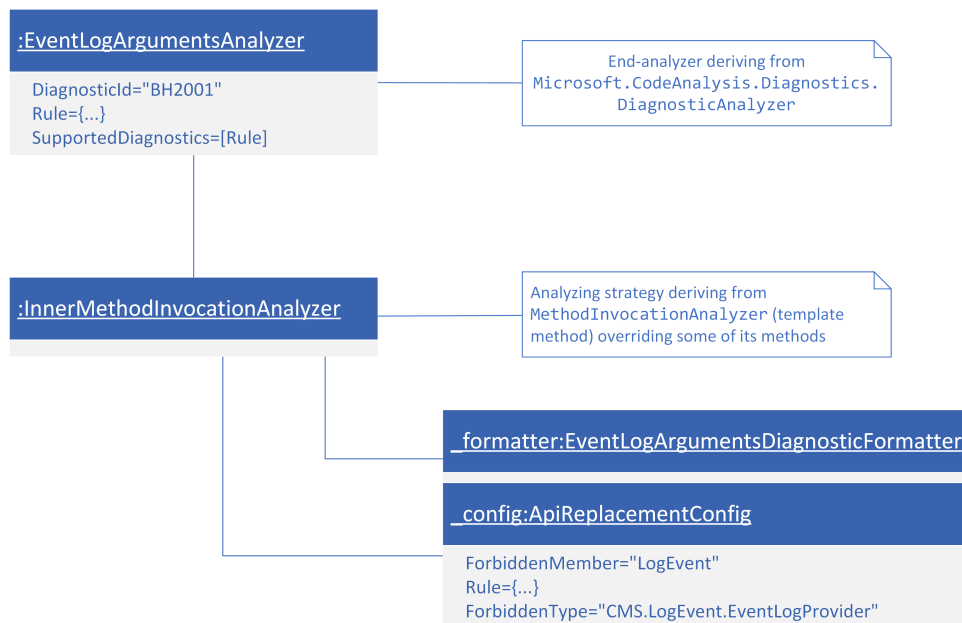 :EventLogArgumentsAnalyzer
DiagnosticId="BH2001"
Rule={...}
SupportedDiagnostics=[Rule]
End-analyzer deriving from
Microsoft.CodeAnalysis.Diagnostics.
DiagnosticAnalyzer
:InnerMethodInvocationAnalyzer
Analyzing strategy deriving from
MethodInvocationAnalyzer (template
method) overriding some of its methods
_formatter:EventLogArgumentsDiagnosticFormatter
_config:ApiReplacementConfig
ForbiddenMember="LogEvent"
Rule={...}
ForbiddenType="CMS.LogEvent.EventLogProvider"